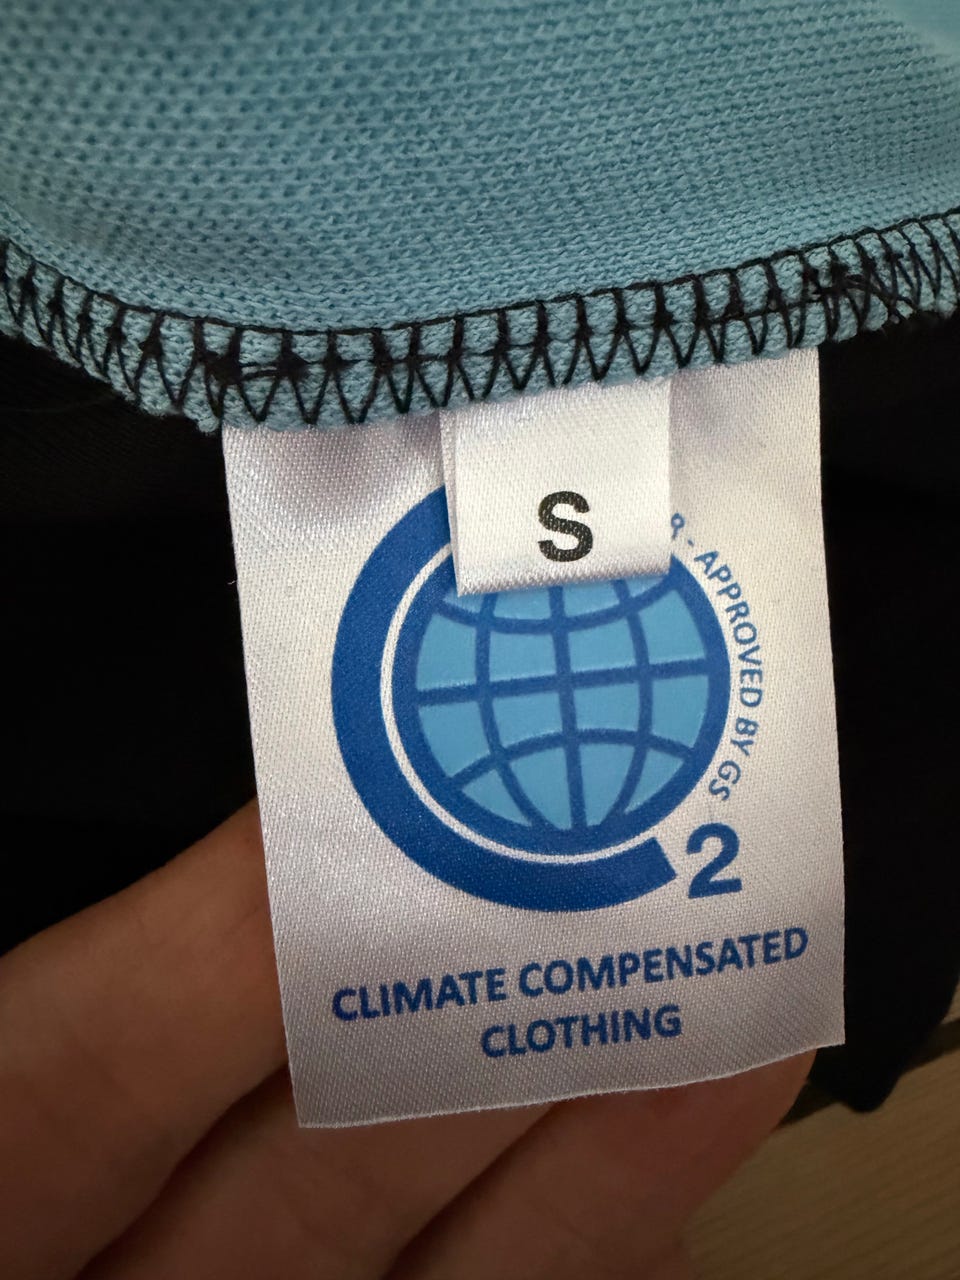 S
- APPROVED BY GS
2
CLIMATE COMPENSATED
CLOTHING